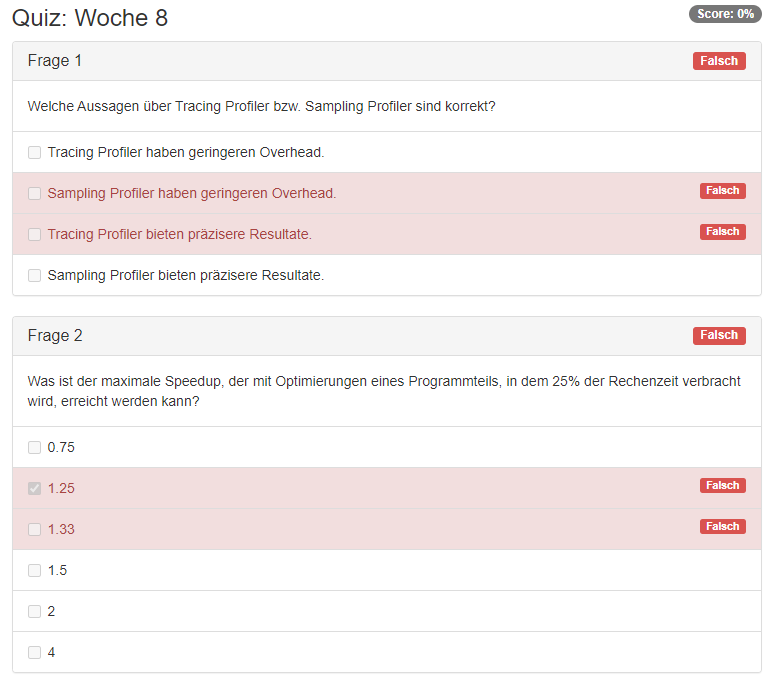 Quiz: Woche 8
Score: 0%
Frage 1
Falsch
Welche Aussagen über Tracing Profiler bzw. Sampling Profiler sind korrekt?
Tracing Profiler haben geringeren Overhead.
Sampling Profiler haben geringeren Overhead.
Falsch
Tracing Profiler bieten präzisere Resultate.
Falsch
Sampling Profiler bieten präzisere Resultate.
Frage 2
Falsch
Was ist der maximale Speedup, der mit Optimierungen eines Programmteils, in dem 25% der Rechenzeit verbracht
wird, erreicht werden kann?
0.75
1.25
Falsch
1.33
Falsch
1.5
2
4